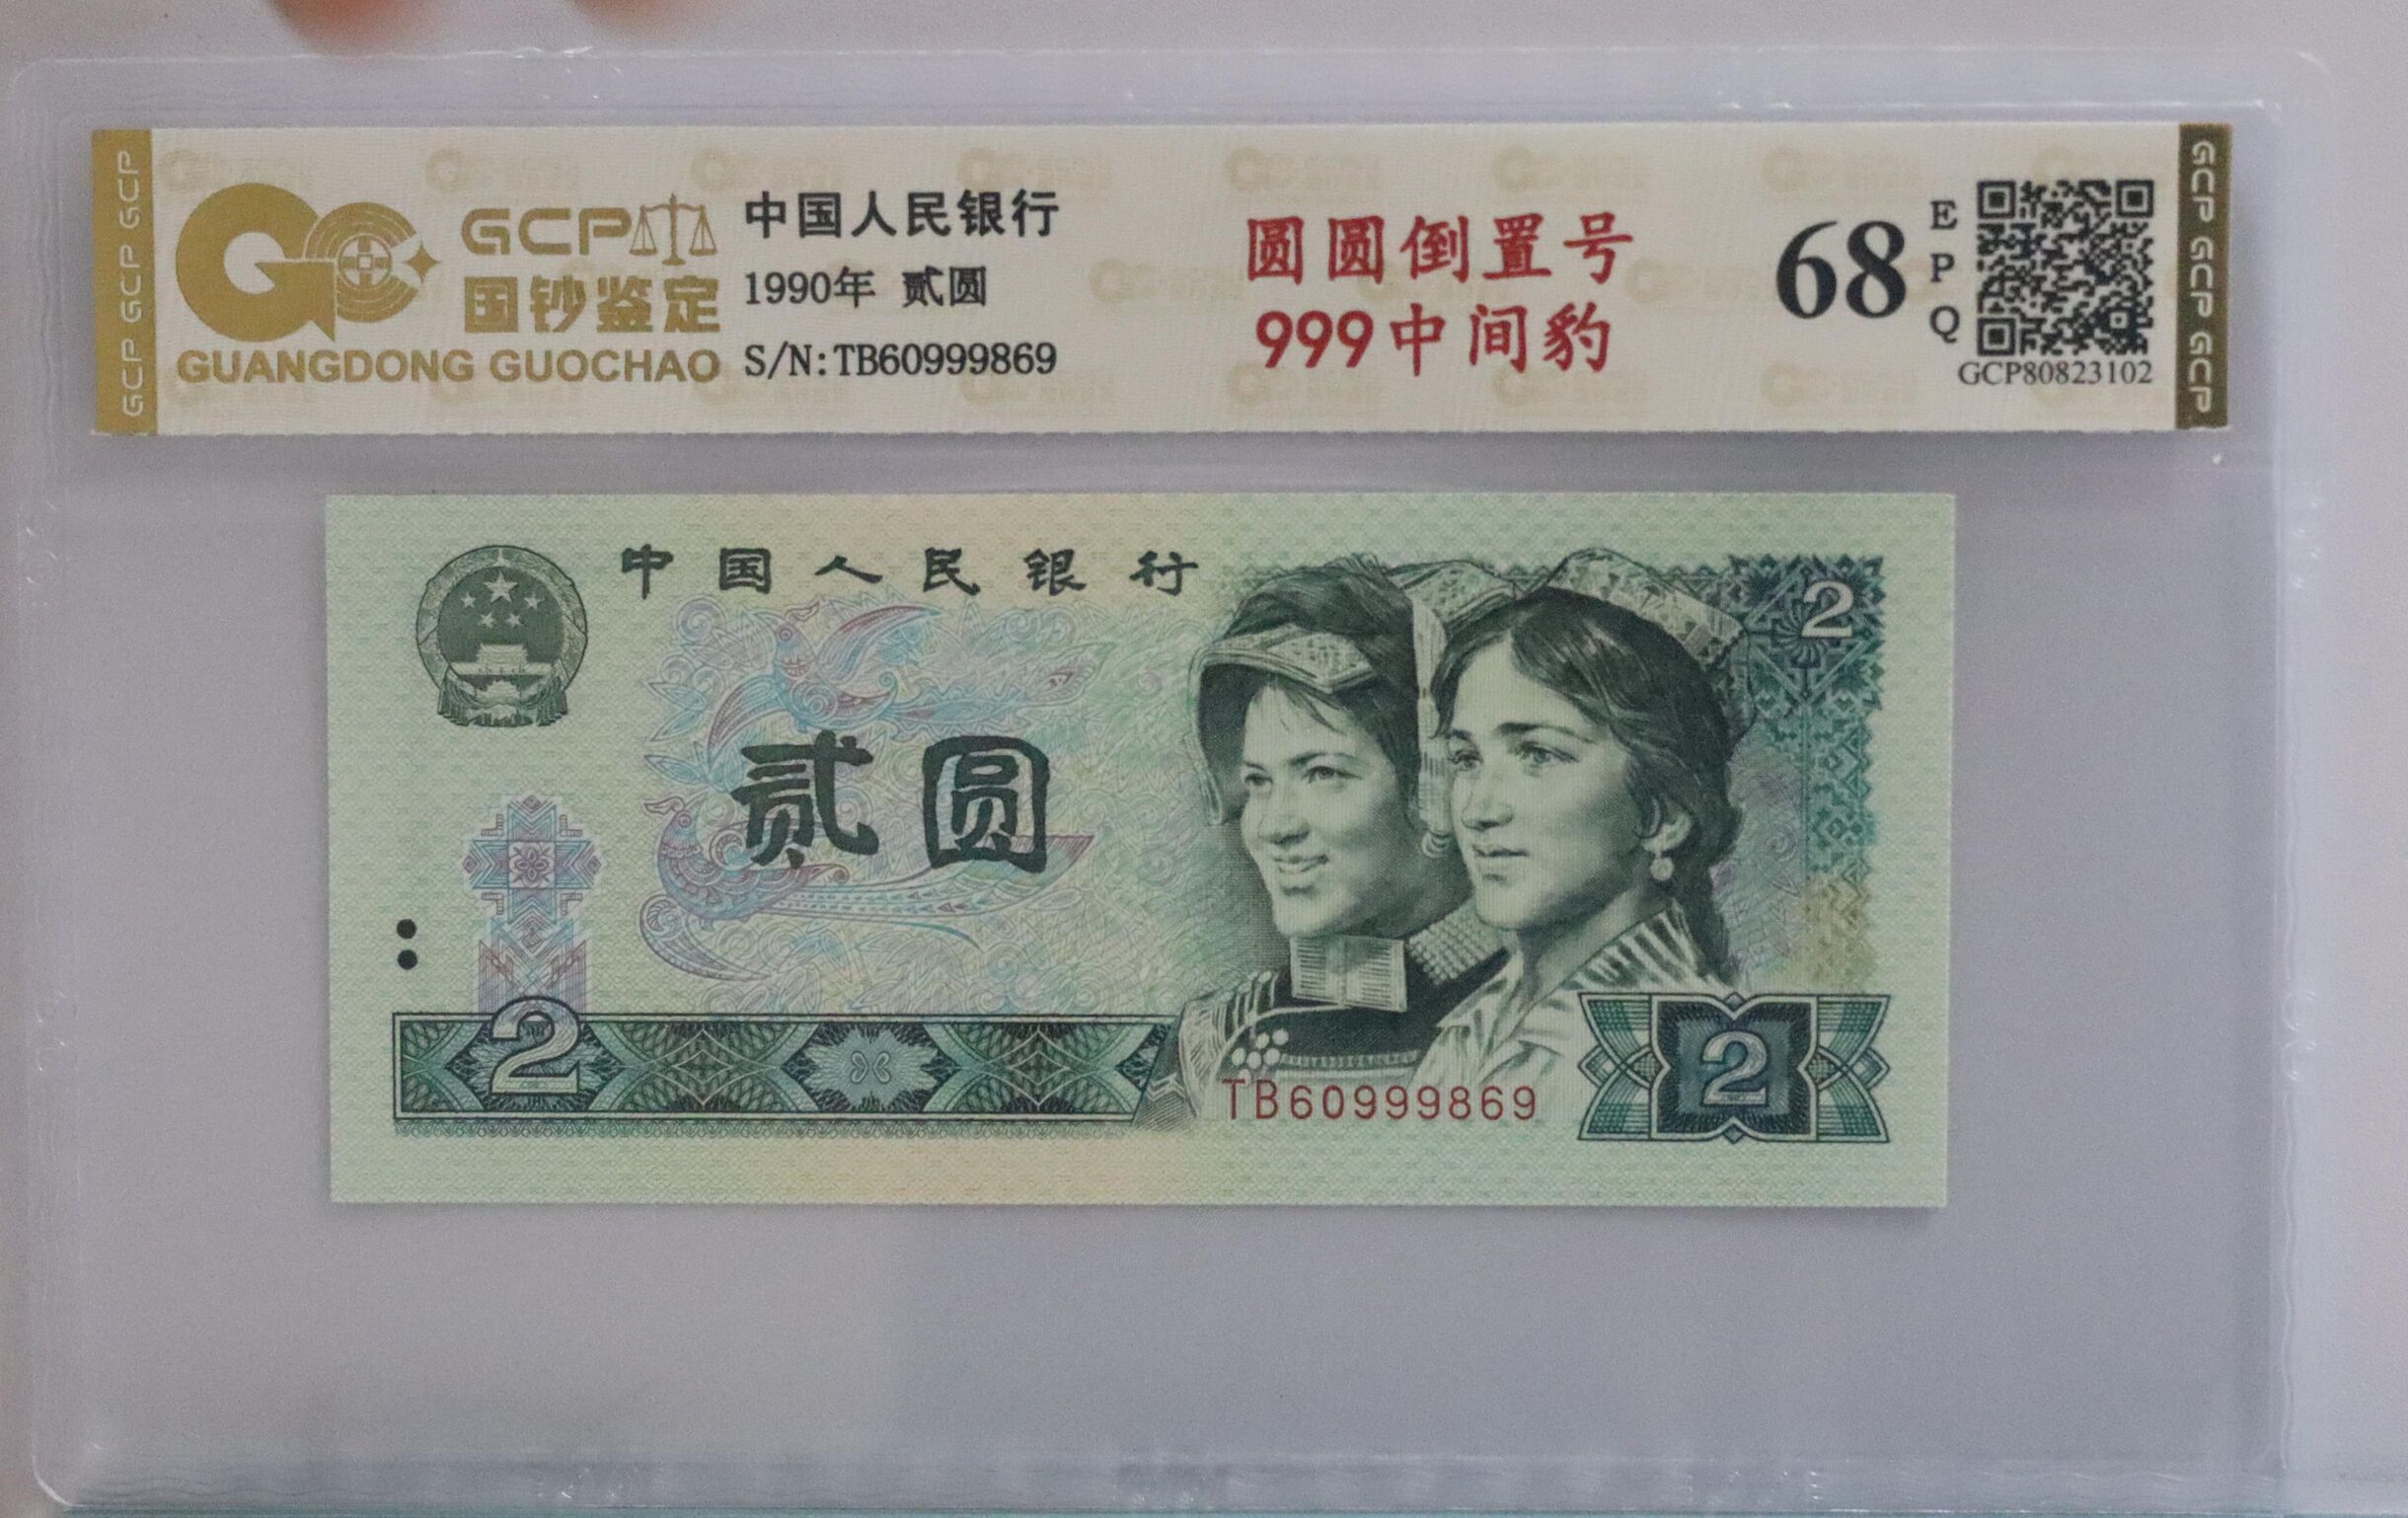 GCP GCP GCP
GCP
国钞鉴定
GUANGDONG GUOCHAO
中国人民银行
1990年 贰圆
S/N:TB60999869
圆圆倒置号
999中间豹
68
EPQ
GCP80823102
GCP GCP GCP
中国人民银行
2
贰圆
2
TB60999869
2